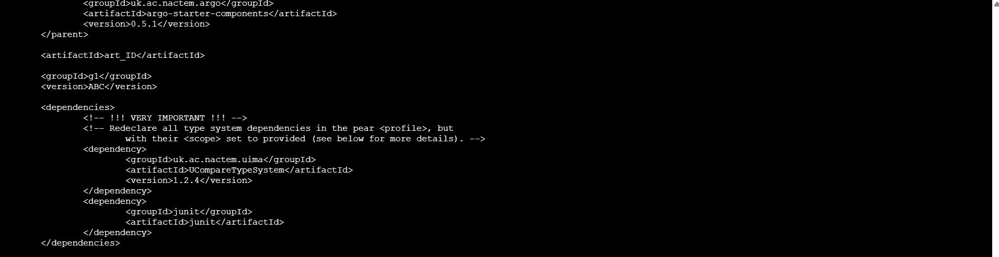 <groupId>uk.ac.nactem.argo</groupId>
<artifactId>argo-starter-components</artifactId>
<version>0.5.1</version>
</parent>
<artifactId>art_ID</artifactId>
<groupId>g1</groupId>
<version>ABC</version>
<dependencies>
<!-- !!! VERY IMPORTANT !!! -->
<!-- Redeclare all type system dependencies in the pear <profile>, but
with their <scope> set to provided (see below for more details). -->
<dependency>
<groupId>uk.ac.nactem.uima</groupId>
<artifactId>UCompareTypeSystem</artifactId>
<version>1.2.4</version>
</dependency>
<dependency>
<groupId>junit</groupId>
<artifactId>junit</artifactId>
</dependency>
</dependencies>